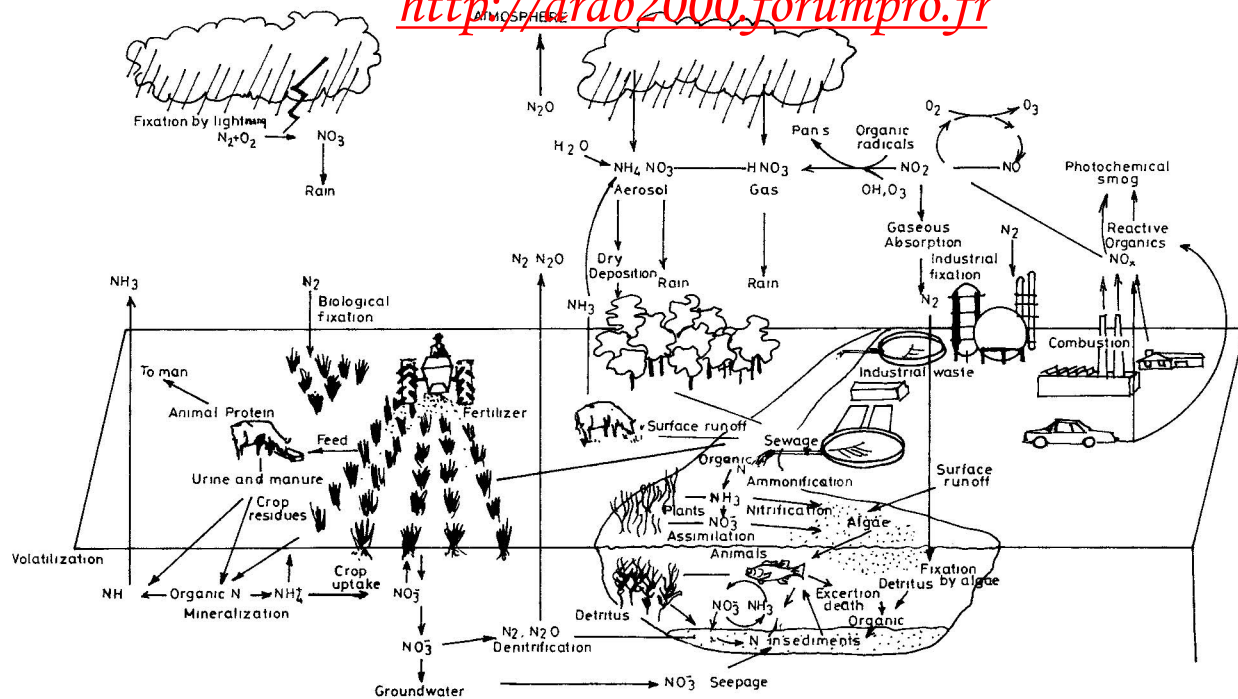 http://arab2000.forumpro.fr
ATMOSPHERE
N2O
Fixation by lightning
N2+O2
NO3
Rain
H2O
NH4 NO3
Aerosol
HNO3
Gas
Pans
Organic
radicals
NO2
OH,O3
O2
O3
NO
Photochemical
smog
Reactive
Organics
NOx
Gaseous
Absorption
N2
Industrial
fixation
N2
Dry
Deposition
Rain
Rain
NH3
N2 N2O
NH3
N2
Biological
fixation
Combustion
Industrial waste
To man
Animal Protein
Feed
Fertilizer
Urine and manure
Crop
residues
Surface runoff
Sewage
Organic
N
Ammonification
NH3
Plants
Nitrification
NO3-
Assimilation
Algae
Animals
Surface
runoff
Volatilization
NH
Organic N
NH4+
Mineralization
Crop
uptake
NO3-
Fixation
by algae
Detritus
Excertion
death
Organic
NO3-
NH3
Detritus
N in sediments
NO3-
N2, N2O
Denitrification
Groundwater
NO3- Seepage